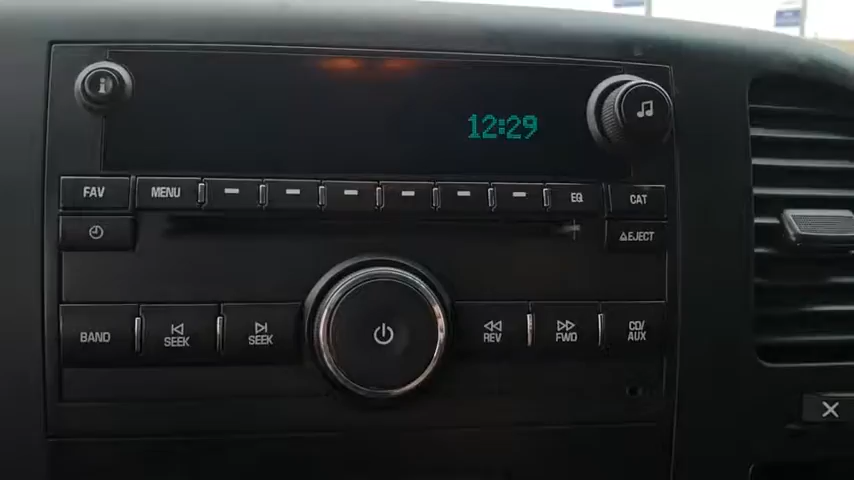 12:29
FAV
MENU
EQ
CAT
EJECT
BAND
SEEK
SEEK
REV
FWD
CD/
AUX